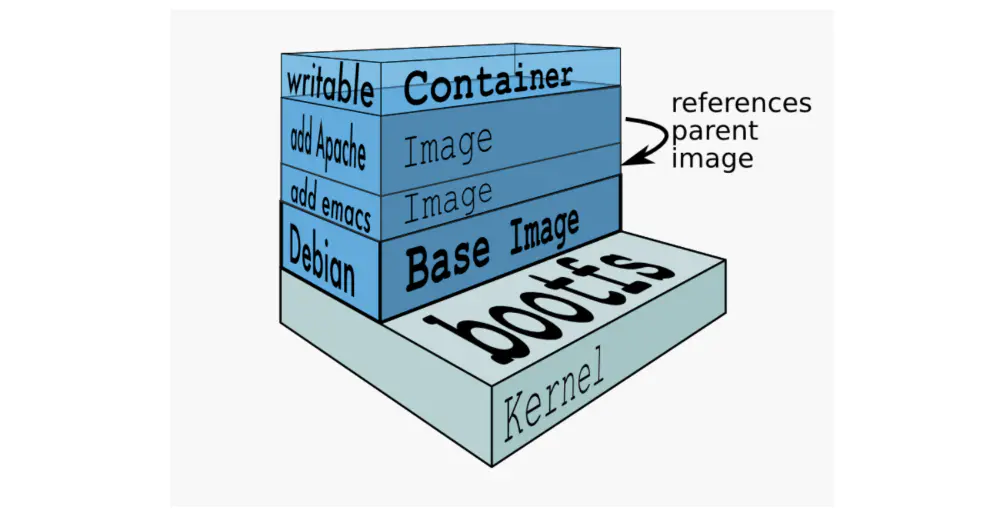 writable Container
add Apache Image
add emacs Image
Debian Base Image
bootfs
Kernel
references
parent
image